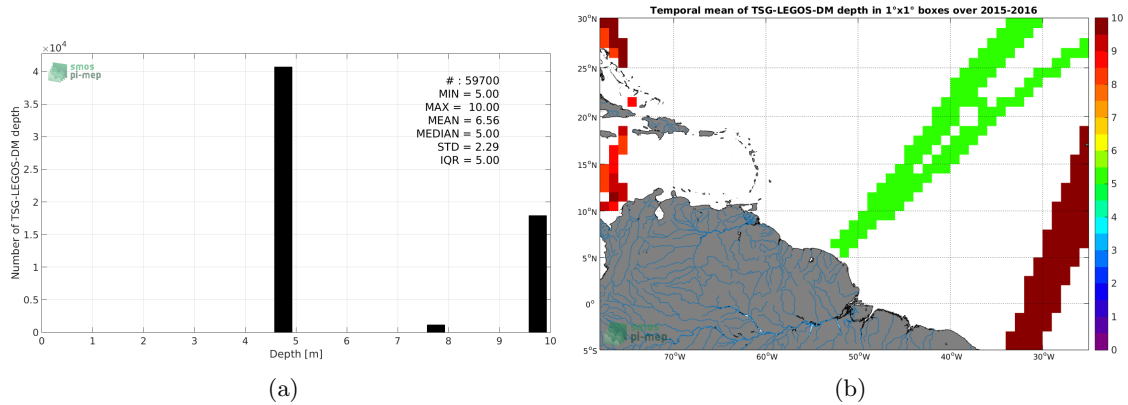 ×10⁴
smos
pi-mep
# : 59700
MIN = 5.00
MAX = 10.00
MEAN = 6.56
MEDIAN = 5.00
STD = 2.29
IQR = 5.00
Number of TSG-LEGOS-DM depth
4
3.5
3
2.5
2
1.5
1
0.5
0
0 1 2 3 4 5 6 7 8 9 10
Depth [m]
(a)
Temporal mean of TSG-LEGOS-DM depth in 1°x1° boxes over 2015-2016
30°N
25°N
20°N
15°N
10°N
5°N
0°
5°S
70°W 60°W 50°W 40°W 30°W
smos
pi-mep
10
9
8
7
6
5
4
3
2
1
0
(b)